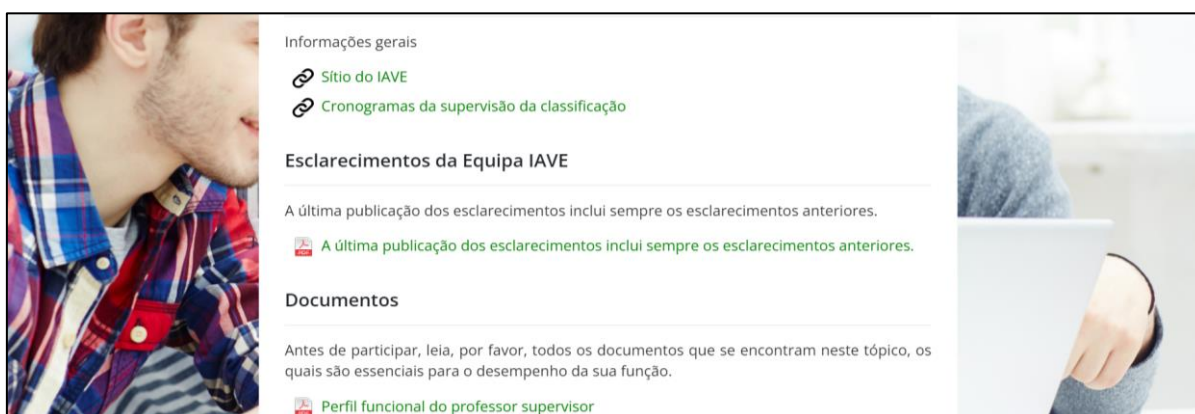 Informações gerais
Sítio do IAVE
Cronogramas da supervisão da classificação
Esclarecimentos da Equipa IAVE
A última publicação dos esclarecimentos inclui sempre os esclarecimentos anteriores.
A última publicação dos esclarecimentos inclui sempre os esclarecimentos anteriores.
Documentos
Antes de participar, leia, por favor, todos os documentos que se encontram neste tópico, os
quais são essenciais para o desempenho da sua função.
Perfil funcional do professor supervisor